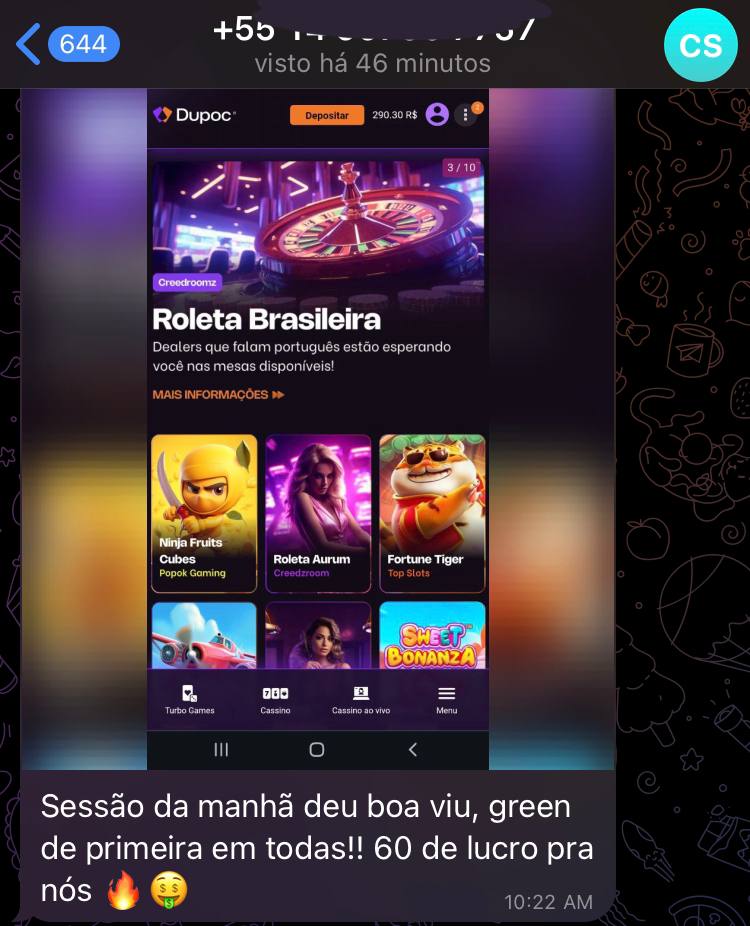 644
+55
visto há 46 minutos
CS
Dupoc
Depositar
290.30 R$
2
3 / 10
Creedroomz
Roleta Brasileira
Dealers que falam português estão esperando
você nas mesas disponíveis!
MAIS INFORMAÇÕES
Ninja Fruits
Cubes
Popok Gaming
Roleta Aurum
Creedzroom
Fortune Tiger
Top Slots
SWEET
BONANZA
Turbo Games
Cassino
Cassino ao vivo
Menu
Sessão da manhã deu boa viu, green
de primeira em todas!! 60 de lucro pra
nós 🔥 🤑
10:22 AM